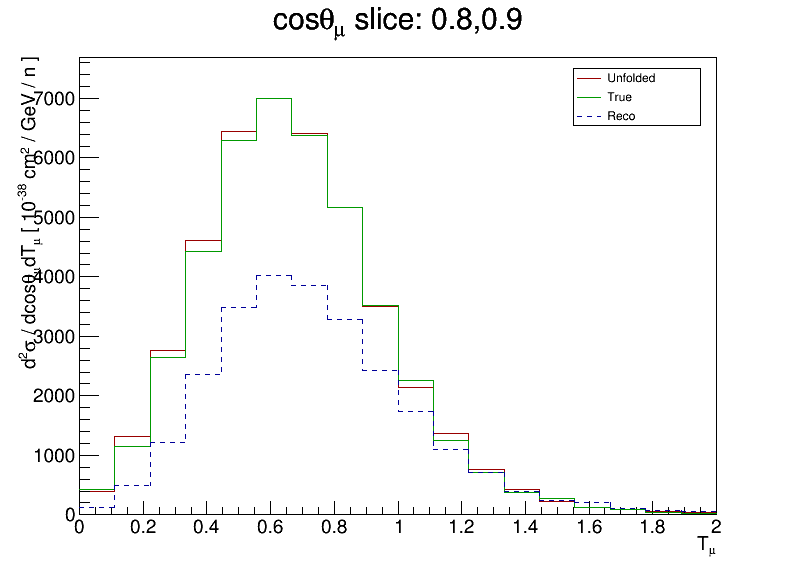 cosθμ slice: 0.8,0.9
d²σ / dcosθμdTμ [ 10⁻³⁸ cm² / GeV / n ]
7000
6000
5000
4000
3000
2000
1000
0
Unfolded
True
Reco
0 0.2 0.4 0.6 0.8 1 1.2 1.4 1.6 1.8 2
Tμ